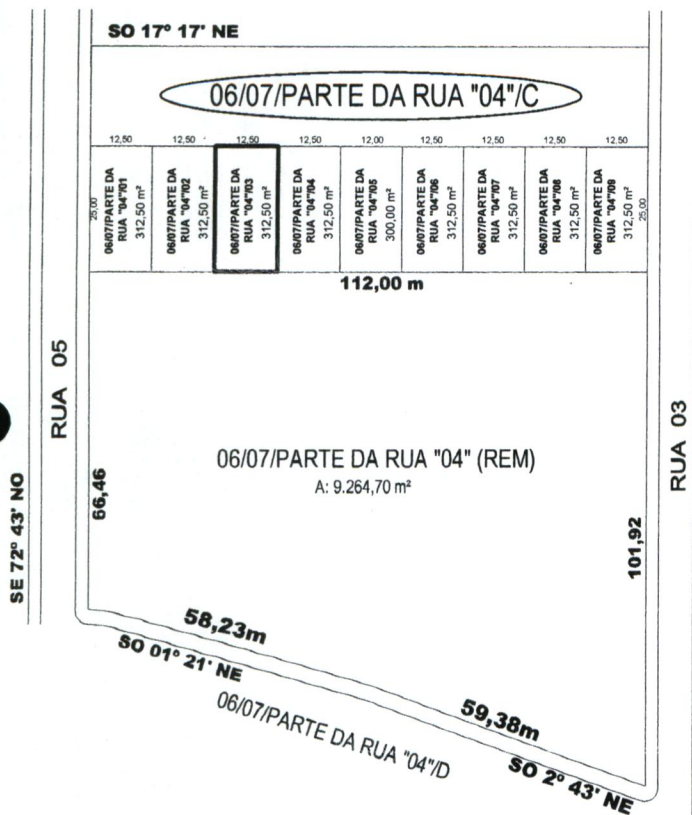 SO 17° 17' NE
06/07/PARTE DA RUA "04"/C
12,50
12,50
12,50
12,50
12,00
12,50
12,50
12,50
12,50
25,00
06/07/PARTE DA
RUA "04"/01
312,50 m²
06/07/PARTE DA
RUA "04"/02
312,50 m²
06/07/PARTE DA
RUA "04"/03
312,50 m²
06/07/PARTE DA
RUA "04"/04
312,50 m²
06/07/PARTE DA
RUA "04"/05
300,00 m²
06/07/PARTE DA
RUA "04"/06
312,50 m²
06/07/PARTE DA
RUA "04"/07
312,50 m²
06/07/PARTE DA
RUA "04"/08
312,50 m²
06/07/PARTE DA
RUA "04"/09
312,50 m²
25,00
112,00 m
RUA 05
RUA 03
06/07/PARTE DA RUA "04" (REM)
A: 9.264,70 m²
66,46
101,92
SE 72° 43' NO
58,23m
SO 01° 21' NE
59,38m
06/07/PARTE DA RUA "04"/D
SO 2° 43' NE